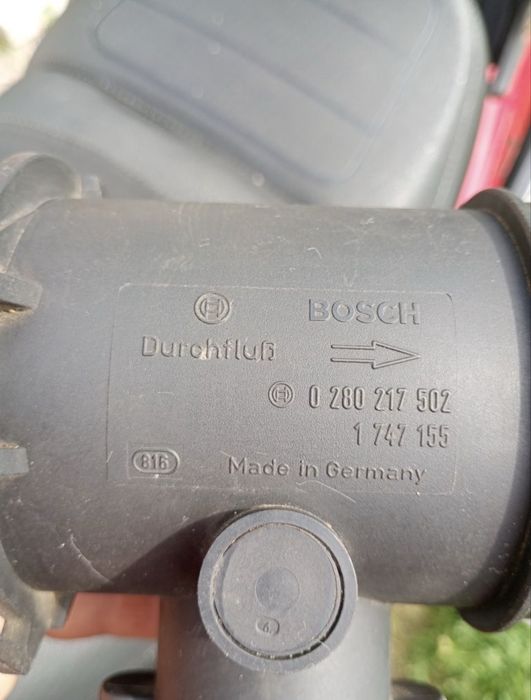 BOSCH
Durchfluß
0 280 217 502
1 747 155
816
Made in Germany